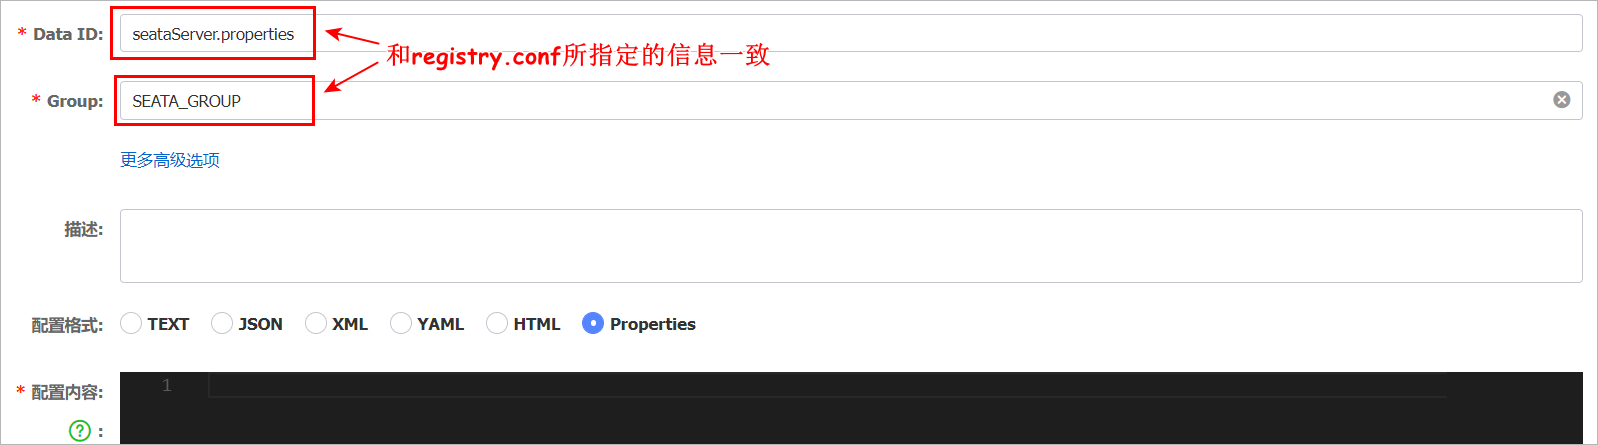 * Data ID: seataServer.properties
和registry.conf所指定的信息一致
* Group: SEATA_GROUP
更多高级选项
描述:
配置格式: TEXT JSON XML YAML HTML Properties
* 配置内容: 1
? :